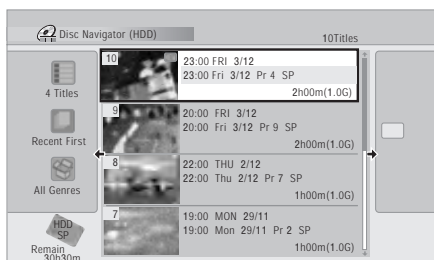 Disc Navigator (HDD)
10Titles
4 Titles
Recent First
All Genres
HDD
SP
Remain
30h30m
10
23:00 FRI 3/12
23:00 Fri 3/12 Pr 4 SP
2h00m(1.0G)
9
20:00 FRI 3/12
20:00 Fri 3/12 Pr 9 SP
2h00m(1.0G)
8
22:00 THU 2/12
22:00 Thu 2/12 Pr 7 SP
1h00m(1.0G)
7
19:00 MON 29/11
19:00 Mon 29/11 Pr 2 SP
1h00m(1.0G)